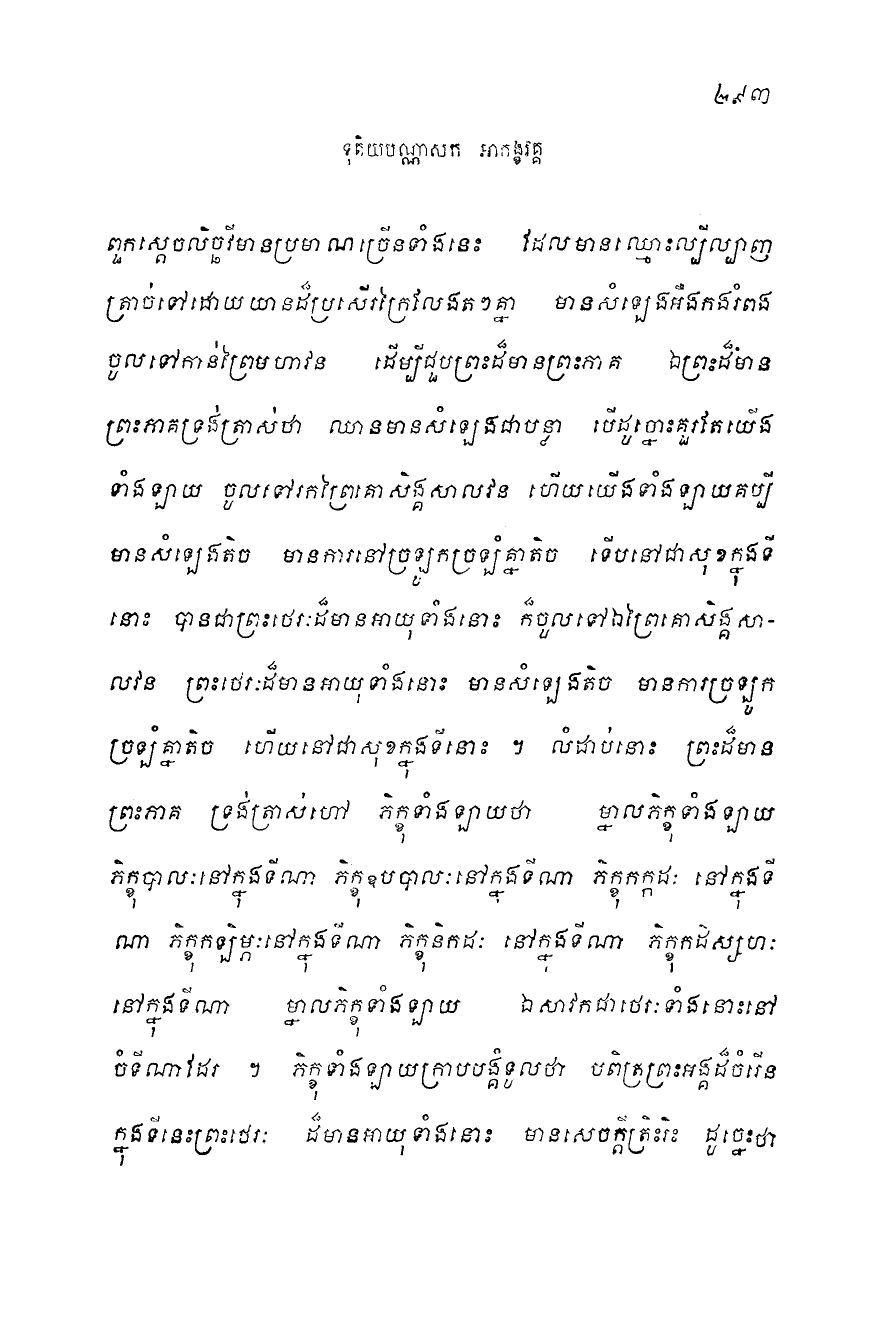 ២៩៣
ទុតិយបណ្ណាសក អាកង្ខវគ្គ
ពួកស្តេចលិច្ឆវីមានប្រមាណច្រើនទាំងនេះ ដែលមានឈ្មោះល្បីល្បាញ
ត្រាច់ទៅដោយយានដ៏ប្រសើរក្រៃលែងតៗគ្នា មានសំឡេងអឺងកងរំពង
ចូលទៅកាន់ព្រៃមហាវន ដើម្បីជួបព្រះដ៏មានព្រះភាគ ឯព្រះដ៏មាន
ព្រះភាគទ្រង់ត្រាស់ថា ឈានមានសំឡេងជាបន្លា បើដូច្នោះគួរតែយើង
ទាំងឡាយ ចូលទៅរកព្រៃគោសិង្គសាលវន ហើយយើងទាំងឡាយគប្បី
មានសំឡេងតិច មានការនៅច្រឡូកច្រឡំគ្នាតិច ទើបនៅជាសុខក្នុងទី
នោះ បានជាព្រះថេរៈដ៏មានអាយុទាំងនោះ ក៏ចូលទៅឯព្រៃគោសិង្គសា-
លវន ព្រះថេរៈដ៏មានអាយុទាំងនោះ មានសំឡេងតិច មានការច្រឡូក
ច្រឡំគ្នាតិច ហើយនៅជាសុខក្នុងទីនោះ ។ លំដាប់នោះ ព្រះដ៏មាន
ព្រះភាគ ទ្រង់ត្រាស់ហៅ ភិក្ខុទាំងឡាយថា ម្នាលភិក្ខុទាំងឡាយ
ភិក្ខុបាលៈនៅក្នុងទីណា ភិក្ខុឧបបាលៈនៅក្នុងទីណា ភិក្ខុកក្កដៈ នៅក្នុងទី
ណា ភិក្ខុកឡិម្ភៈនៅក្នុងទីណា ភិក្ខុនិកដៈ នៅក្នុងទីណា ភិក្ខុកដិស្សហៈ
នៅក្នុងទីណា ម្នាលភិក្ខុទាំងឡាយ ឯសាវកជាថេរៈទាំងនោះនៅ
ចំទីណាដែរ ។ ភិក្ខុទាំងឡាយក្រាបបង្គំទូលថា បពិត្រព្រះអង្គដ៏ចំរើន
ក្នុងទីនេះព្រះថេរៈ ដ៏មានអាយុទាំងនោះ មានសេចក្តីត្រិះរិះ ដូច្នេះថា